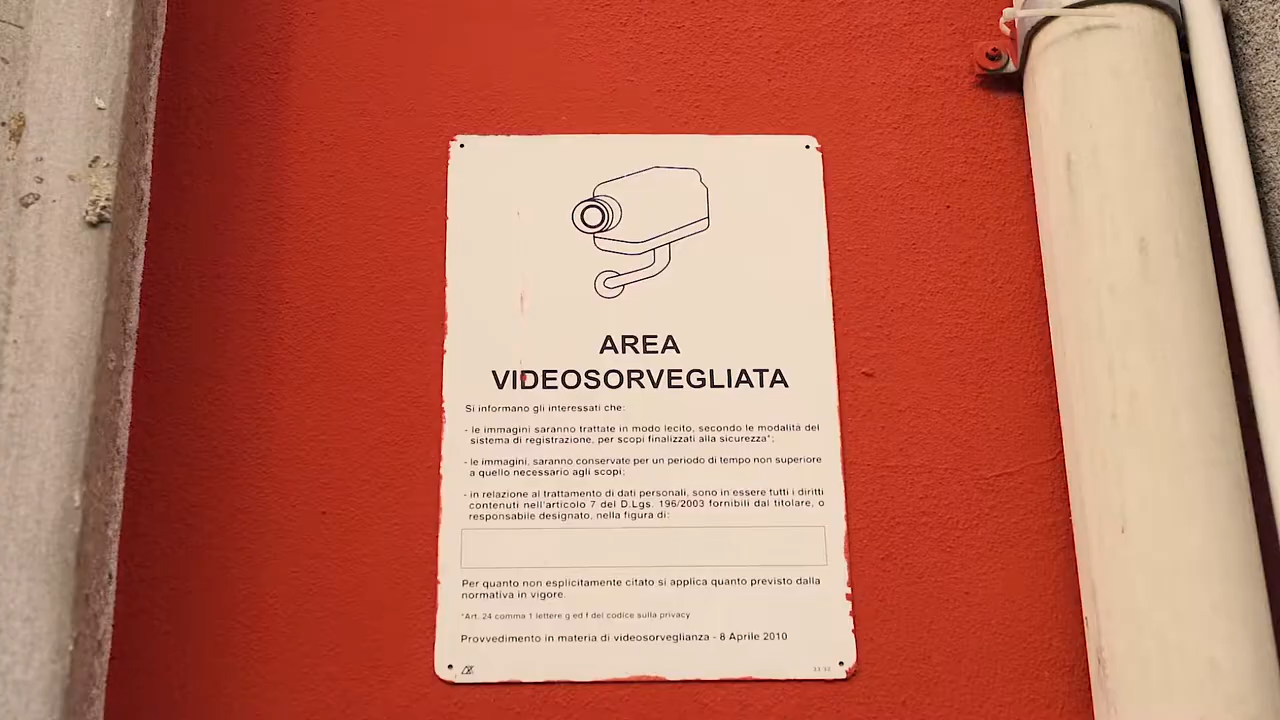 AREA
VIDEOSORVEGLIATA
Si informano gli interessati che:
- le immagini saranno trattate in modo lecito, secondo le modalità del
sistema di registrazione, per scopi finalizzati alla sicurezza*;
- le immagini, saranno conservate per un periodo di tempo non superiore
a quello necessario agli scopi;
- in relazione al trattamento di dati personali, sono in essere tutti i diritti
contenuti nell'articolo 7 del D.Lgs. 196/2003 fornibili dal titolare, o
responsabile designato, nella figura di:
Per quanto non esplicitamente citato si applica quanto previsto dalla
normativa in vigore.
*Art. 24 comma 1 lettere g ed f del codice sulla privacy
Provvedimento in materia di videosorveglianza - 8 Aprile 2010